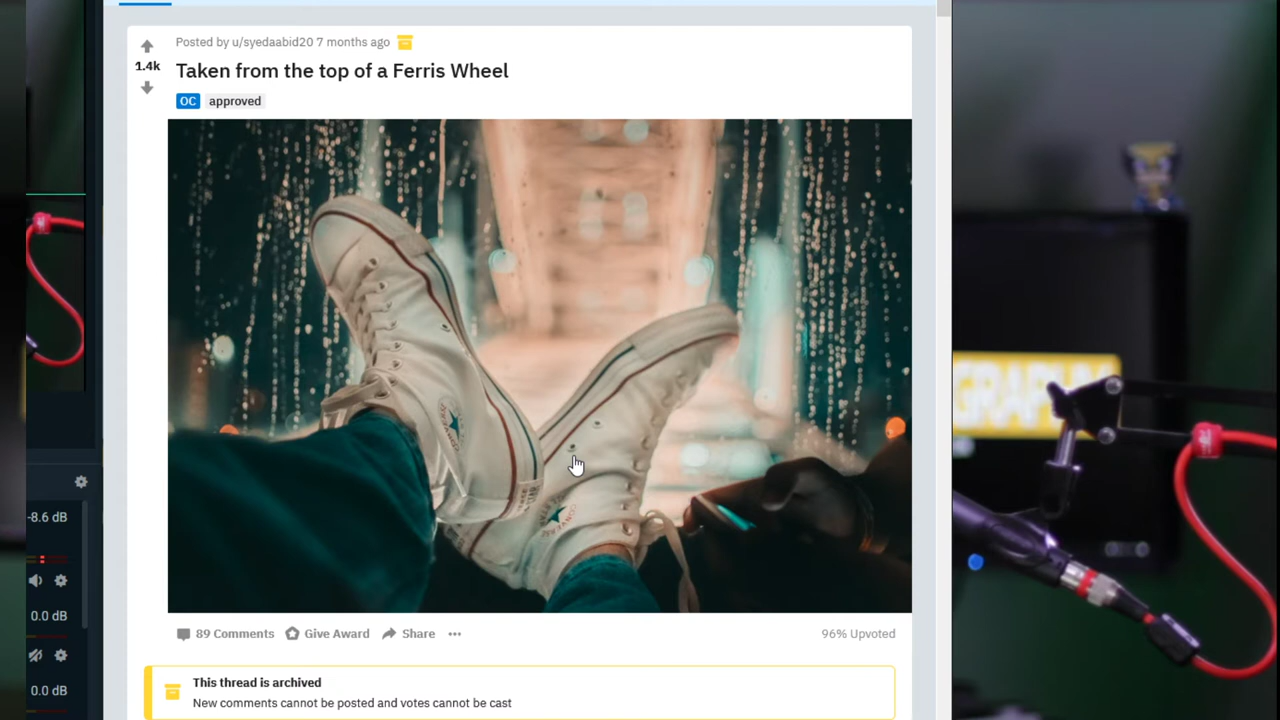 Posted by u/syedaabid20 7 months ago
1.4k
Taken from the top of a Ferris Wheel
OC approved
CONVERSE
89 Comments Give Award Share
96% Upvoted
This thread is archived
New comments cannot be posted and votes cannot be cast
-8.6 dB
0.0 dB
0.0 dB